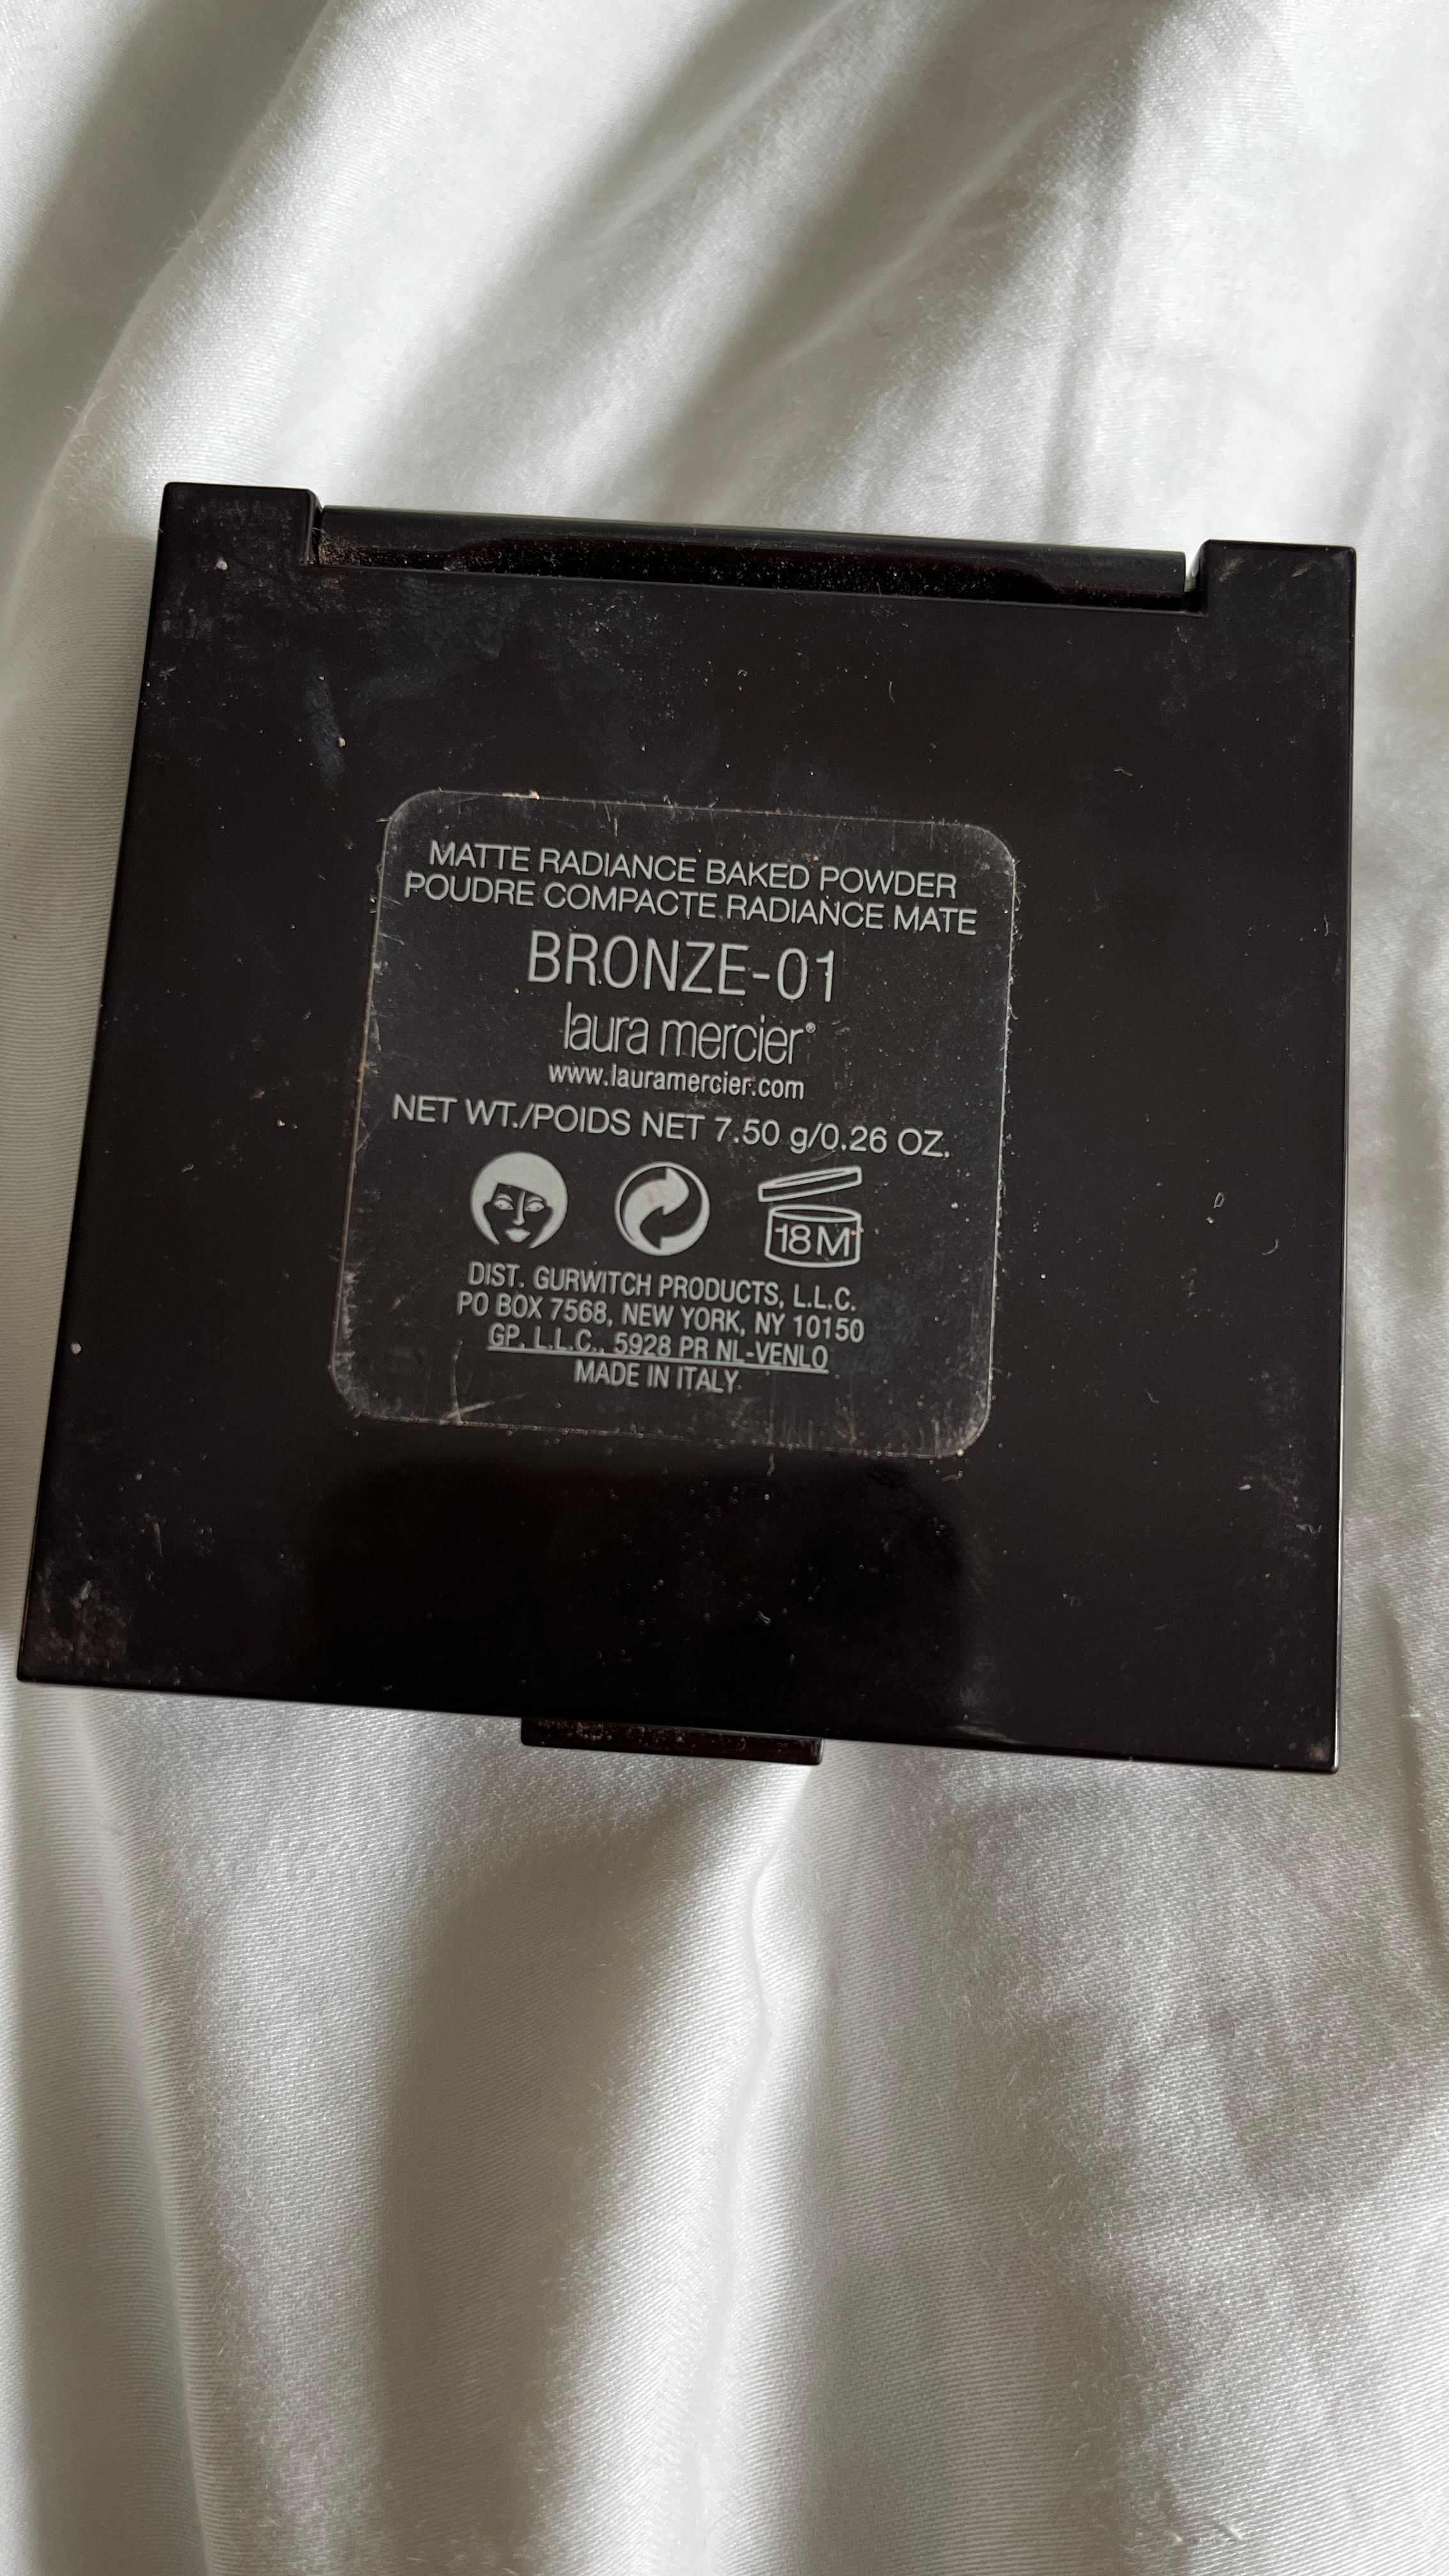 MATTE RADIANCE BAKED POWDER
POUDRE COMPACTE RADIANCE MATE
BRONZE-01
laura mercier®
www.lauramercier.com
NET WT./POIDS NET 7.50 g/0.26 OZ.
18M
DIST. GURWITCH PRODUCTS, L.L.C.
PO BOX 7568, NEW YORK, NY 10150
GP. L.L.C., 5928 PR NL-VENLO
MADE IN ITALY